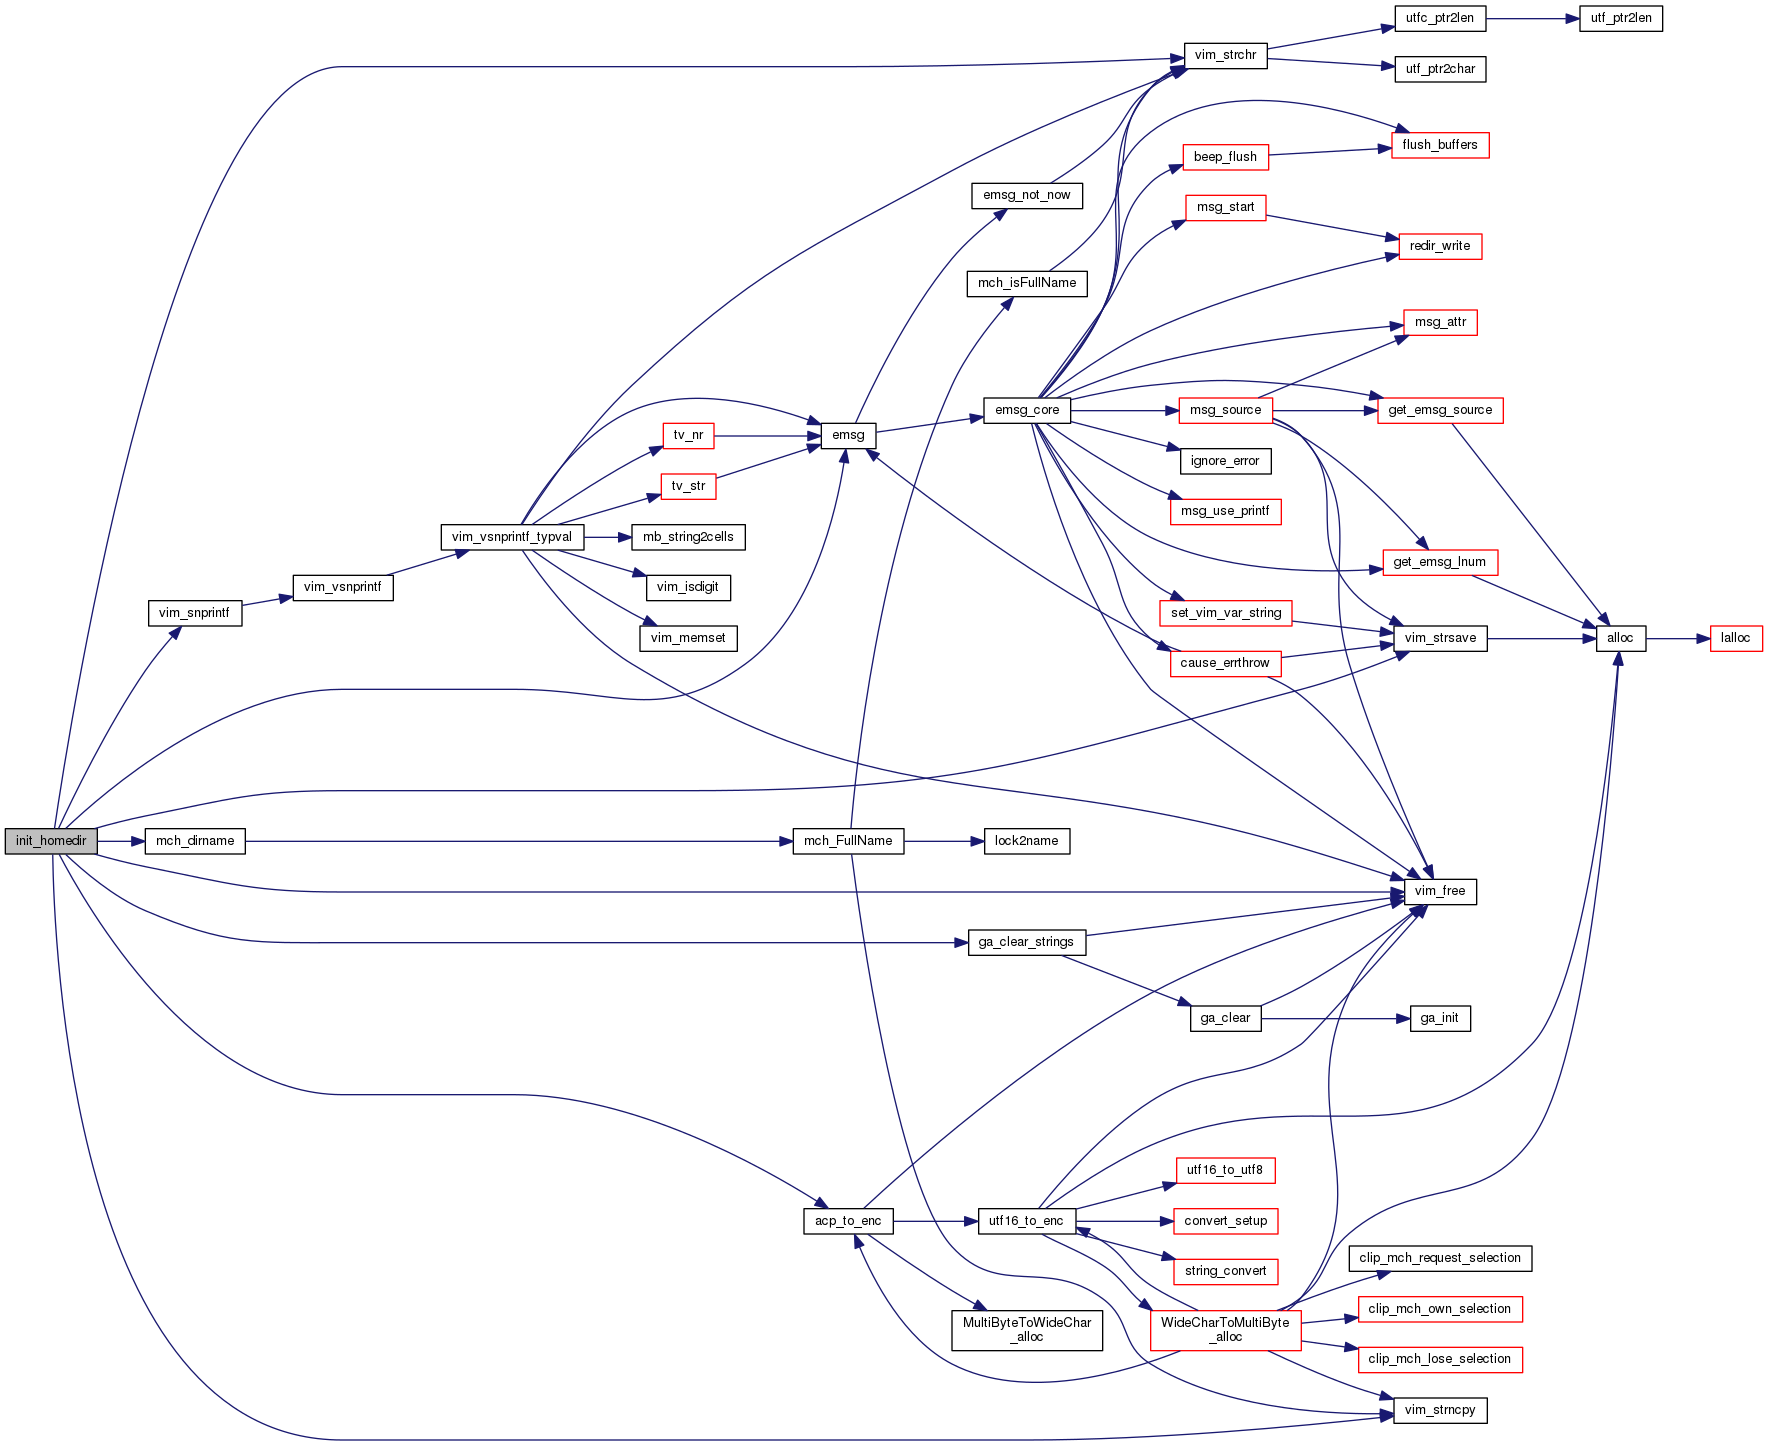 utfc_ptr2len
utf_ptr2len
vim_strchr
utf_ptr2char
flush_buffers
beep_flush
emsg_not_now
msg_start
redir_write
mch_isFullName
msg_attr
emsg_core
msg_source
get_emsg_source
tv_nr
emsg
ignore_error
tv_str
msg_use_printf
vim_vsnprintf_typval
mb_string2cells
get_emsg_lnum
vim_vsnprintf
vim_isdigit
vim_snprintf
set_vim_var_string
vim_memset
vim_strsave
alloc
lalloc
cause_errthrow
init_homedir
mch_dirname
mch_FullName
lock2name
vim_free
ga_clear_strings
ga_clear
ga_init
utf16_to_utf8
acp_to_enc
utf16_to_enc
convert_setup
clip_mch_request_selection
string_convert
clip_mch_own_selection
MultiByteToWideChar
_alloc
WideCharToMultiByte
_alloc
clip_mch_lose_selection
vim_strncpy